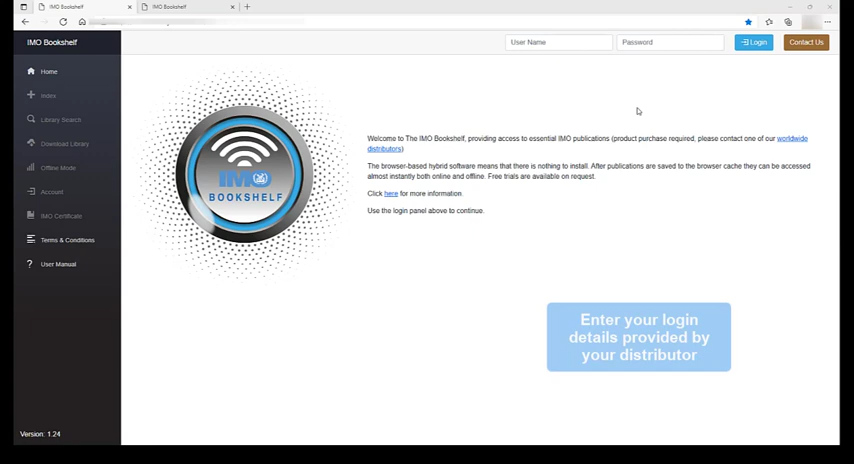 IMO Bookshelf
IMO Bookshelf
IMO Bookshelf
User Name
Password
Login
Contact Us
Home
Index
Library Search
Download Library
Offline Mode
Account
IMO Certificate
Terms & Conditions
User Manual
Version: 1.24
IMO
BOOKSHELF
Welcome to The IMO Bookshelf, providing access to essential IMO publications (product purchase required, please contact one of our worldwide
distributors)
The browser-based hybrid software means that there is nothing to install. After publications are saved to the browser cache they can be accessed
almost instantly both online and offline. Free trials are available on request.
Click here for more information.
Use the login panel above to continue.
Enter your login
details provided by
your distributor